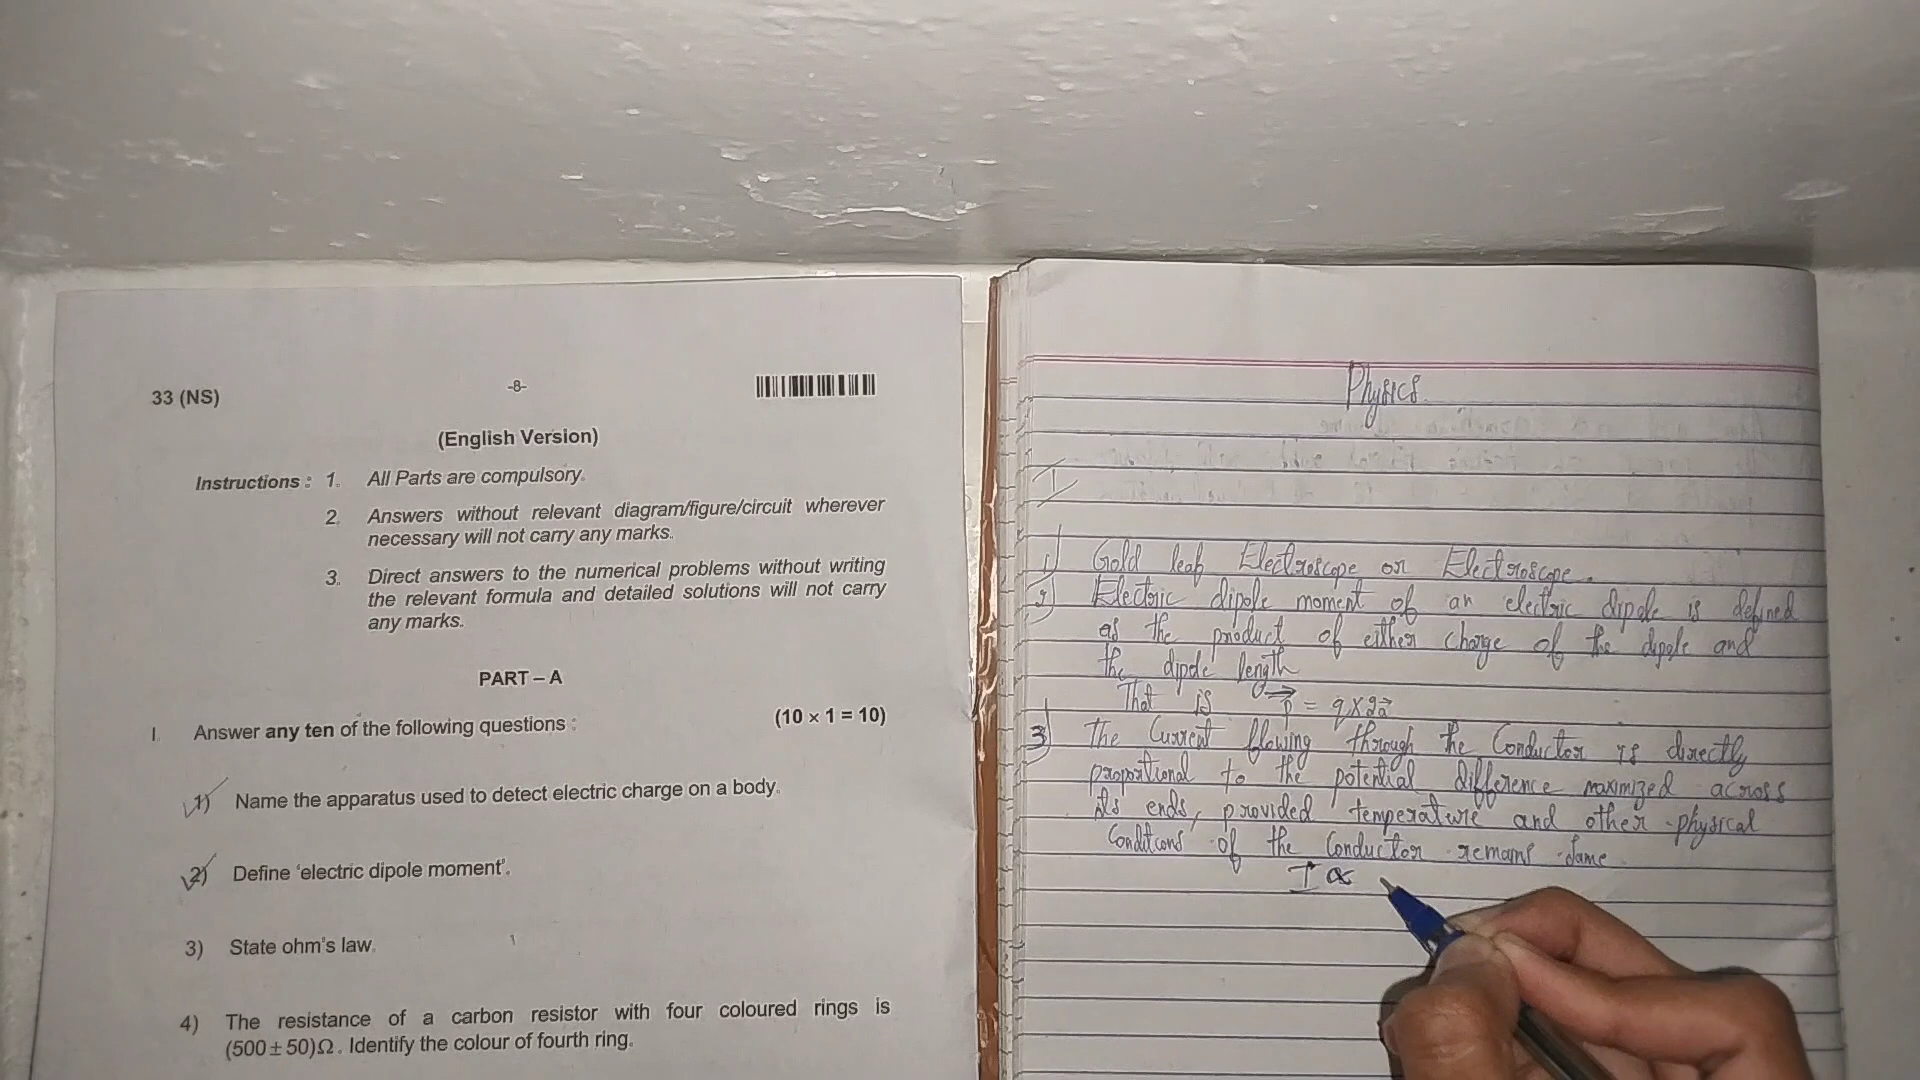 33 (NS)
-8-
(English Version)
Instructions : 1. All Parts are compulsory.
2. Answers without relevant diagram/figure/circuit wherever
necessary will not carry any marks.
3. Direct answers to the numerical problems without writing
the relevant formula and detailed solutions will not carry
any marks.
PART – A
I. Answer any ten of the following questions : (10 × 1 = 10)
1) Name the apparatus used to detect electric charge on a body.
2) Define ‘electric dipole moment’.
3) State ohm’s law.
4) The resistance of a carbon resistor with four coloured rings is
(500 ± 50)Ω. Identify the colour of fourth ring.
Physics
I
1) Gold leaf Electroscope or Electroscope.
2) Electric dipole moment of an electric dipole is defined
as the product of either charge of the dipole and
the dipole length
That is p⃗ = q×2a⃗
3) The Current flowing through the Conductor is directly
proportional to the potential difference maximized across
its ends, provided temperature and other physical
Conditions of the Conductor remains same.
I ∝